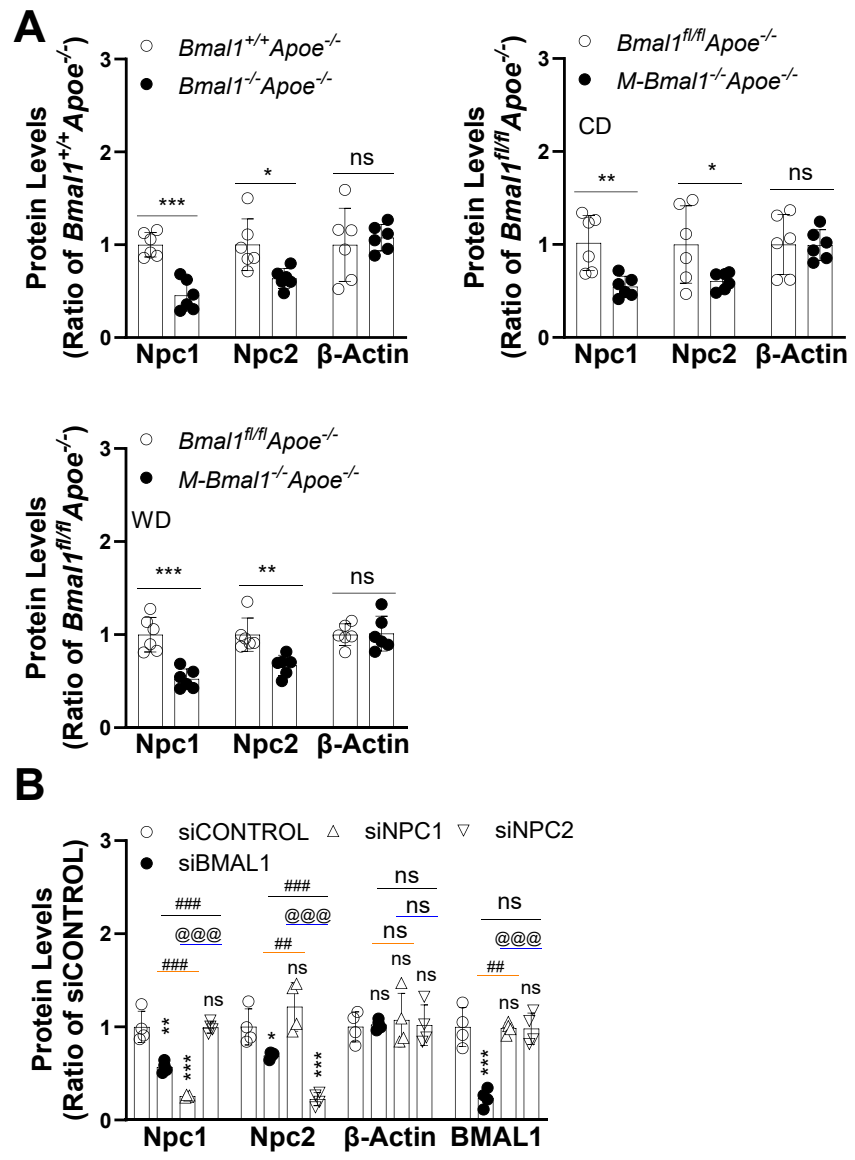 A
Bmal1+/+Apoe-/-
Bmal1-/-Apoe-/-
Protein Levels
(Ratio of Bmal1+/+Apoe-/-)
3
2
1
0
***
*
ns
Npc1 Npc2 β-Actin
Bmal1fl/flApoe-/-
M-Bmal1-/-Apoe-/-
CD
Protein Levels
(Ratio of Bmal1fl/flApoe-/-)
3
2
1
0
**
*
ns
Npc1 Npc2 β-Actin
Bmal1fl/flApoe-/-
M-Bmal1-/-Apoe-/-
WD
Protein Levels
(Ratio of Bmal1fl/flApoe-/-)
3
2
1
0
***
**
ns
Npc1 Npc2 β-Actin
B
siCONTROL siNPC1 siNPC2
siBMAL1
Protein Levels
(Ratio of siCONTROL)
3
2
1
0
###
@@@
###
**
***
ns
###
@@@
##
*
ns
***
ns
ns
ns
ns
ns
ns
ns
@@@
##
***
ns
ns
Npc1 Npc2 β-Actin BMAL1